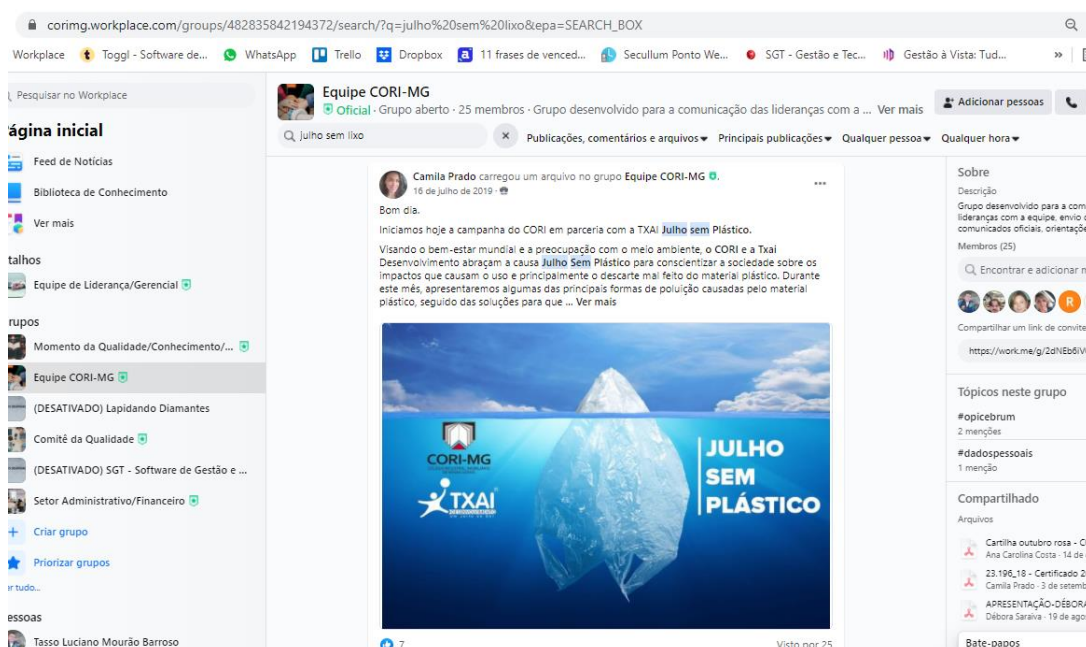 corimg.workplace.com/groups/482835842194372/search/?q=julho%20sem%20lixo&epa=SEARCH_BOX
Workplace
Toggl - Software de...
WhatsApp
Trello
Dropbox
11 frases de venced...
Secullum Ponto We...
SGT - Gestão e Tec...
Gestão à Vista: Tud...
»
Pesquisar no Workplace
ágina inicial
Feed de Notícias
Biblioteca de Conhecimento
Ver mais
talhos
Equipe de Liderança/Gerencial
rupos
Momento da Qualidade/Conhecimento/...
Equipe CORI-MG
(DESATIVADO) Lapidando Diamantes
Comitê da Qualidade
(DESATIVADO) SGT - Software de Gestão e ...
Setor Administrativo/Financeiro
Criar grupo
Priorizar grupos
er tudo...
essoas
Tasso Luciano Mourão Barroso
Equipe CORI-MG
Oficial · Grupo aberto · 25 membros · Grupo desenvolvido para a comunicação das lideranças com a ... Ver mais
Adicionar pessoas
julho sem lixo
Publicações, comentários e arquivos
Principais publicações
Qualquer pessoa
Qualquer hora
Camila Prado carregou um arquivo no grupo Equipe CORI-MG
16 de julho de 2019 ·
Bom dia.
Iniciamos hoje a campanha do CORI em parceria com a TXAI Julho sem Plástico.
Visando o bem-estar mundial e a preocupação com o meio ambiente, o CORI e a Txai
Desenvolvimento abraçam a causa Julho Sem Plástico para conscientizar a sociedade sobre os
impactos que causam o uso e principalmente o descarte mal feito do material plástico. Durante
este mês, apresentaremos algumas das principais formas de poluição causadas pelo material
plástico, seguido das soluções para que ... Ver mais
CORI-MG
TXAI
JULHO
SEM
PLÁSTICO
7
Visto por 25
Sobre
Descrição
Grupo desenvolvido para a com
lideranças com a equipe, envio d
comunicados oficiais, orientaçõe
Membros (25)
Encontrar e adicionar m
R
Compartilhar um link de convite
Tópicos neste grupo
#opicebrum
2 menções
#dadospessoais
1 menção
Compartilhado
Arquivos
Cartilha outubro rosa - C
Ana Carolina Costa · 14 de
23.196_18 - Certificado 2
Camila Prado · 3 de setemb
APRESENTAÇÃO-DÉBORA
Débora Saraiva · 19 de ago
Bate-papos